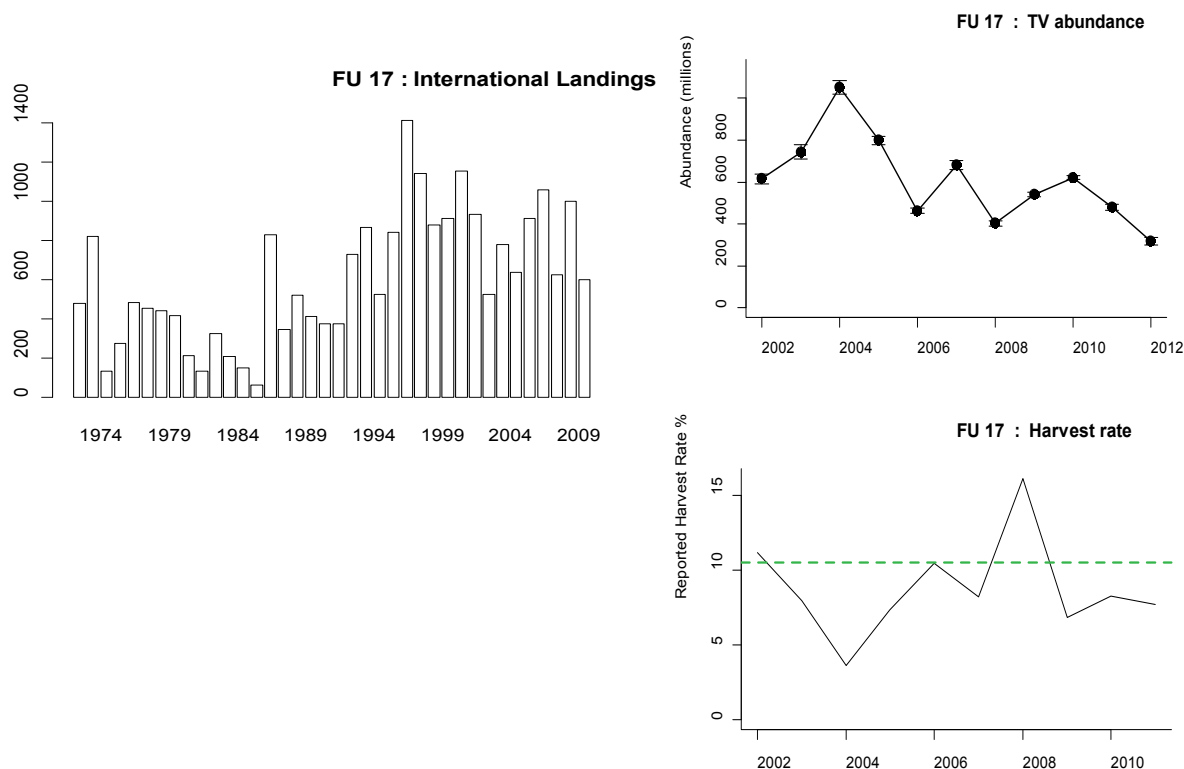 FU 17 : International Landings
1400
1000
600
200
0
1974 1979 1984 1989 1994 1999 2004 2009
FU 17 : TV abundance
Abundance (millions)
800
600
400
200
0
2002 2004 2006 2008 2010 2012
FU 17 : Harvest rate
Reported Harvest Rate %
15
10
5
0
2002 2004 2006 2008 2010